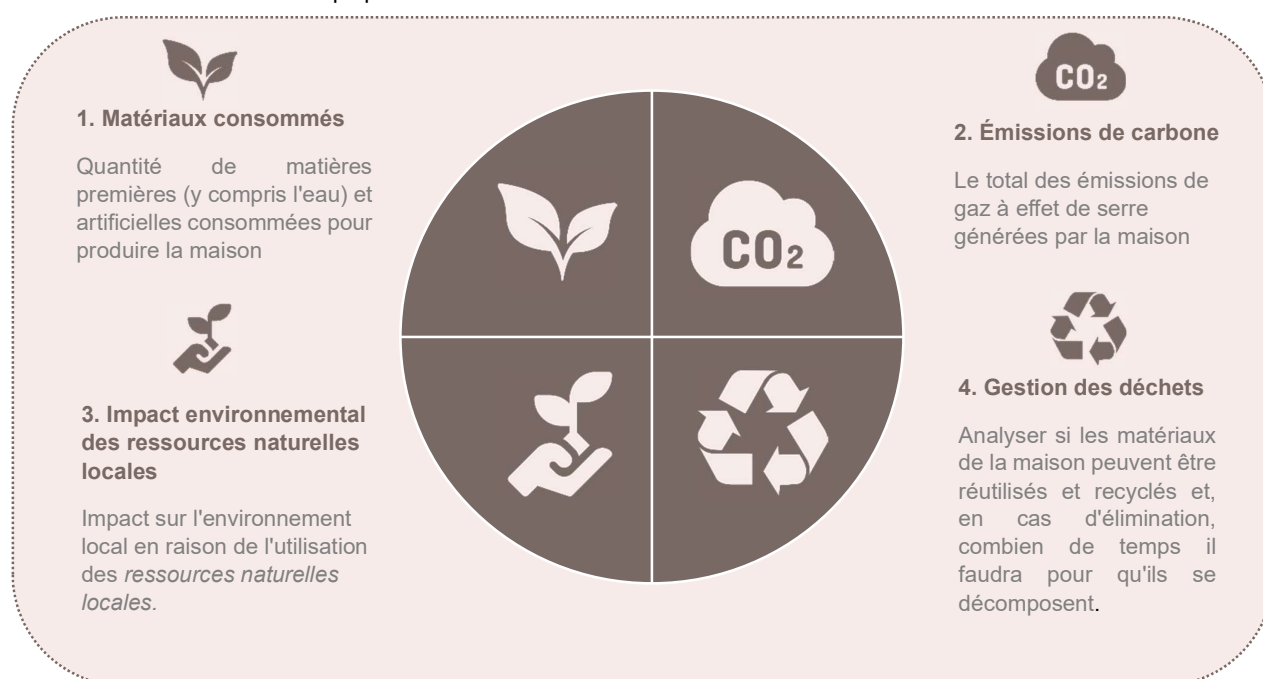 1. Matériaux consommés
Quantité de matières
premières (y compris l'eau) et
artificielles consommées pour
produire la maison
CO2
2. Émissions de carbone
Le total des émissions de
gaz à effet de serre
générées par la maison
CO2
3. Impact environnemental
des ressources naturelles
locales
Impact sur l'environnement
local en raison de l'utilisation
des ressources naturelles
locales.
4. Gestion des déchets
Analyser si les matériaux
de la maison peuvent être
réutilisés et recyclés et,
en cas d'élimination,
combien de temps il
faudra pour qu'ils se
décomposent.